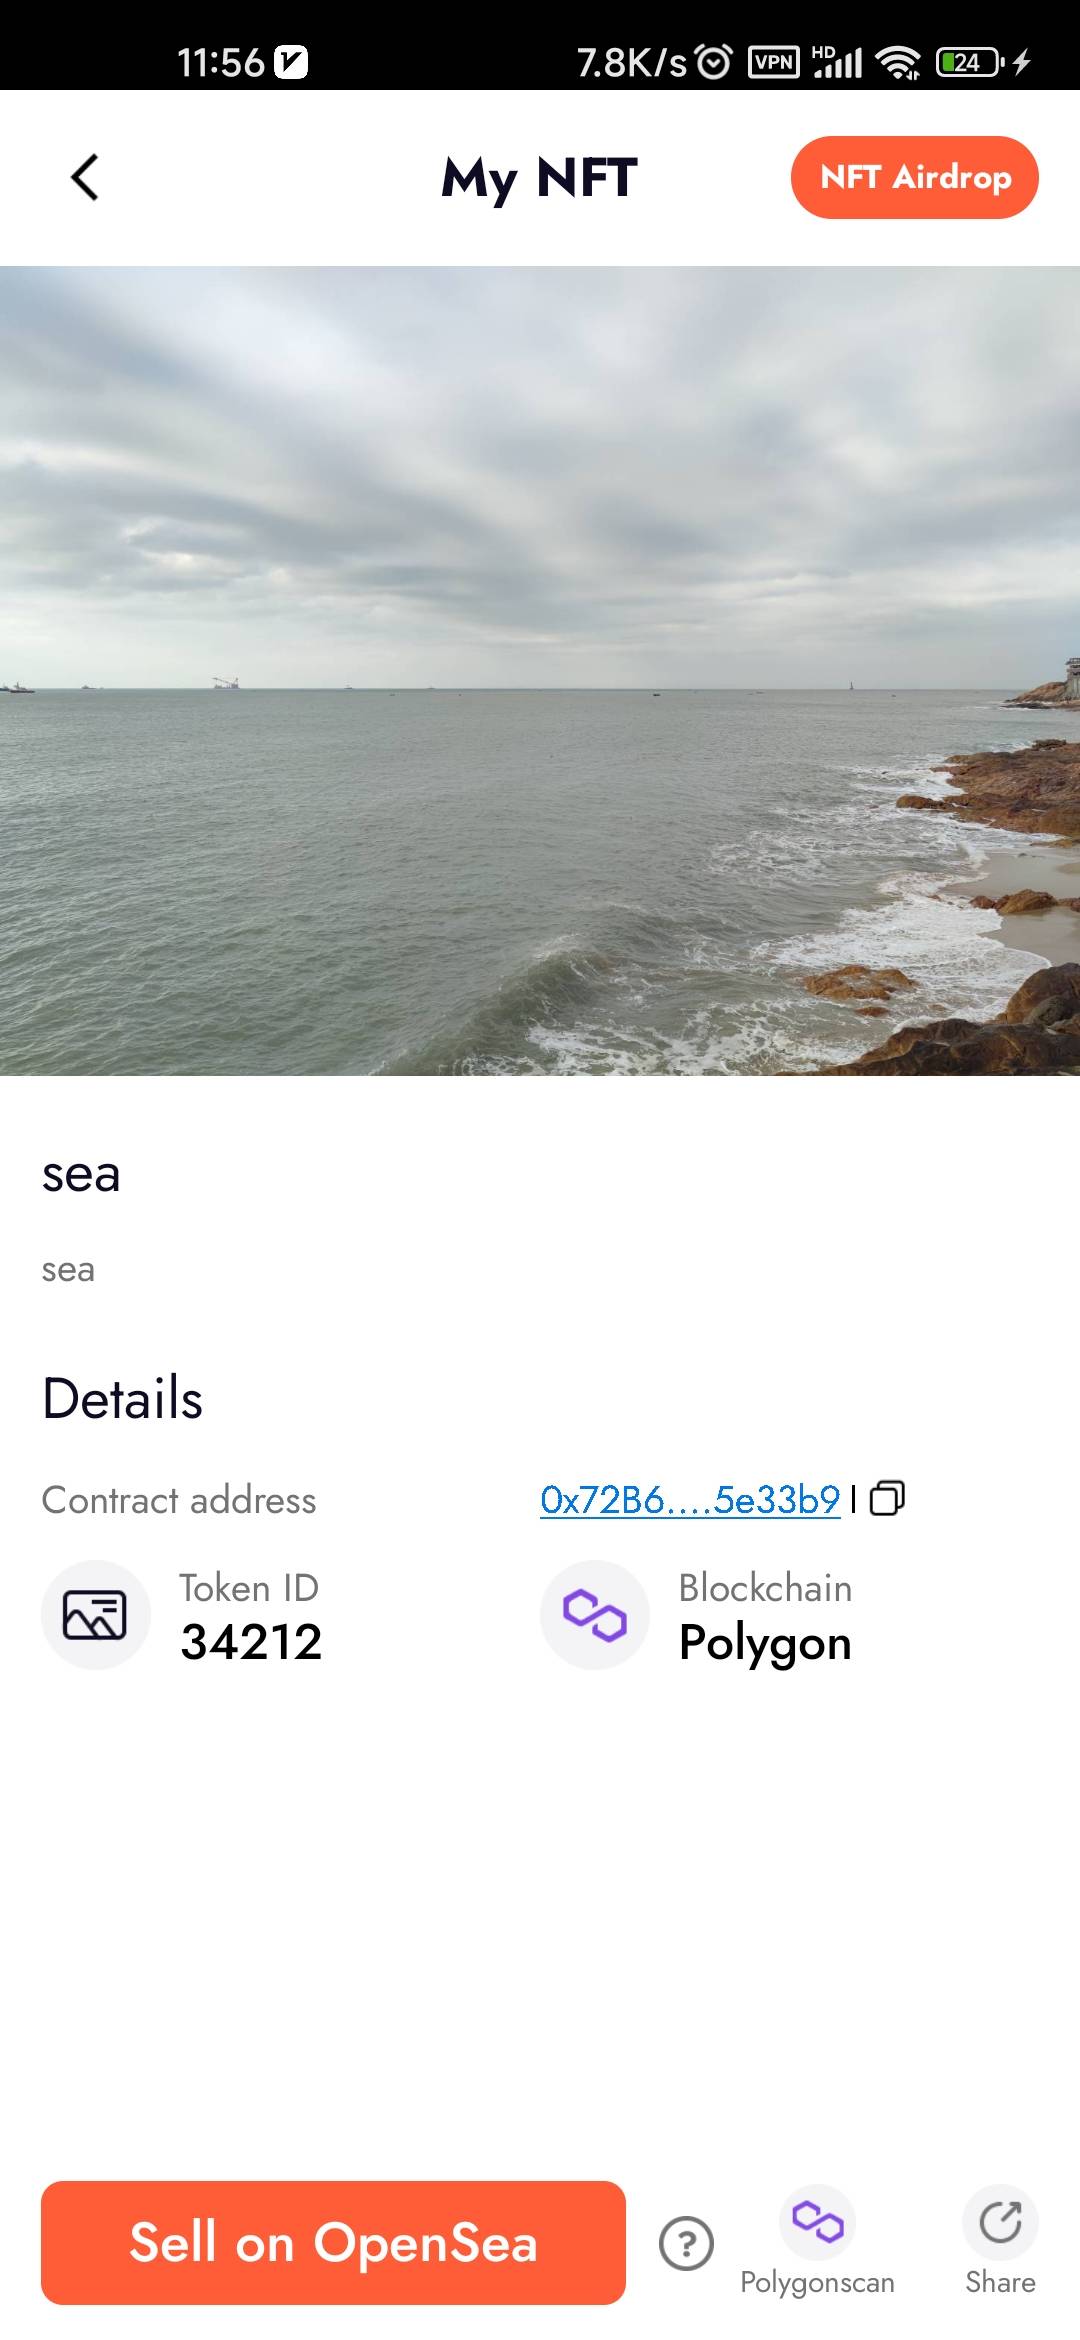 11:56 7.8K/s VPN HD 24
My NFT
NFT Airdrop
sea
sea
Details
Contract address 0x72B6....5e33b9
Token ID
34212
Blockchain
Polygon
Sell on OpenSea
?
Polygonscan
Share